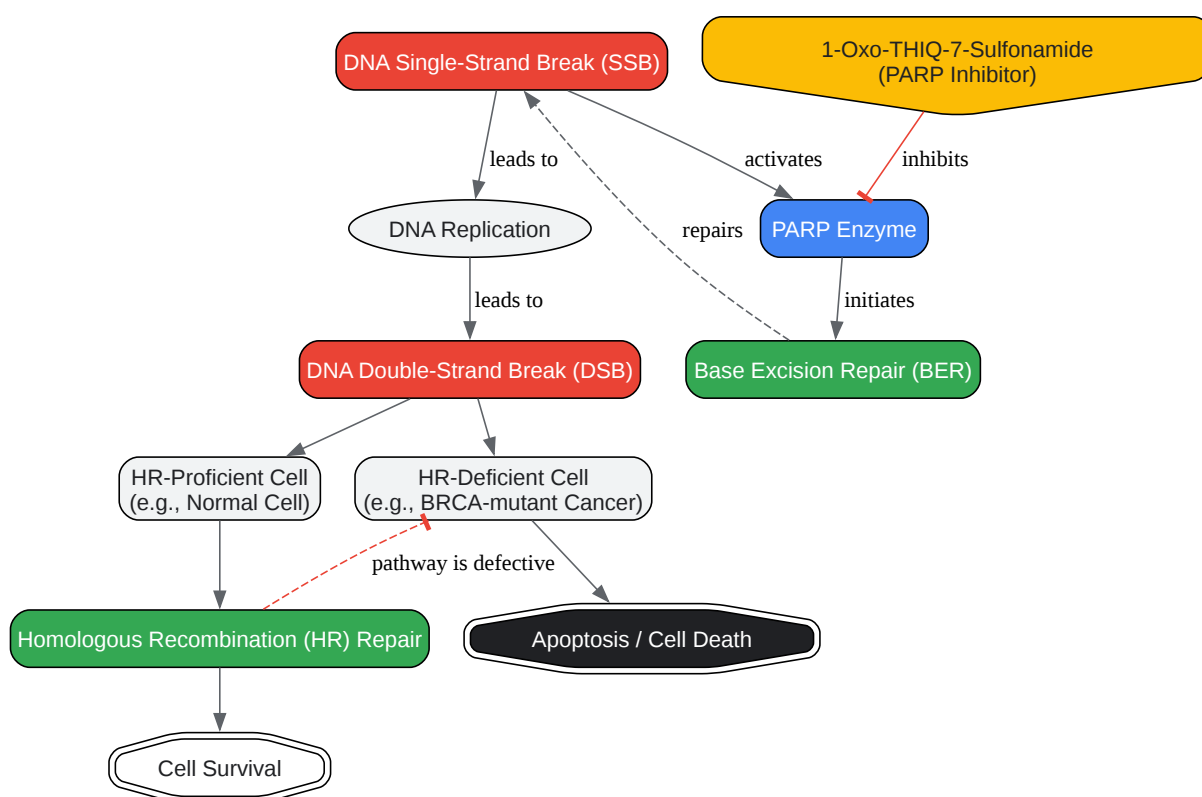 DNA Single-Strand Break (SSB)
1-Oxo-THIQ-7-Sulfonamide
(PARP Inhibitor)
leads to
activates
inhibits
DNA Replication
repairs
PARP Enzyme
leads to
initiates
DNA Double-Strand Break (DSB)
Base Excision Repair (BER)
HR-Proficient Cell
(e.g., Normal Cell)
HR-Deficient Cell
(e.g., BRCA-mutant Cancer)
pathway is defective
Homologous Recombination (HR) Repair
Apoptosis / Cell Death
Cell Survival